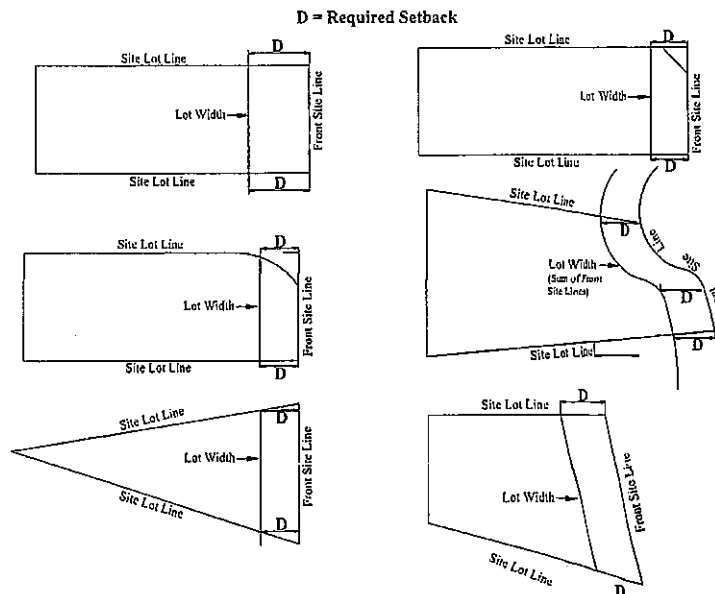 D = Required Setback
D
Site Lot Line
Lot Width
Front Site Line
Site Lot Line
D
D
Site Lot Line
Lot Width
Front Site Line
Site Lot Line
D
Site Lot Line
D
Lot Width
Front Site Line
Site Lot Line
D
Site Lot Line
D
Line
Site
Lot Width
(Sum of Front
Site Lines)
D
D
Site Lot Line
Site Lot Line
D
Lot Width
Front Site Line
Site Lot Line
D
D
Site Lot Line
Lot Width
Front Site Line
Site Lot Line
D